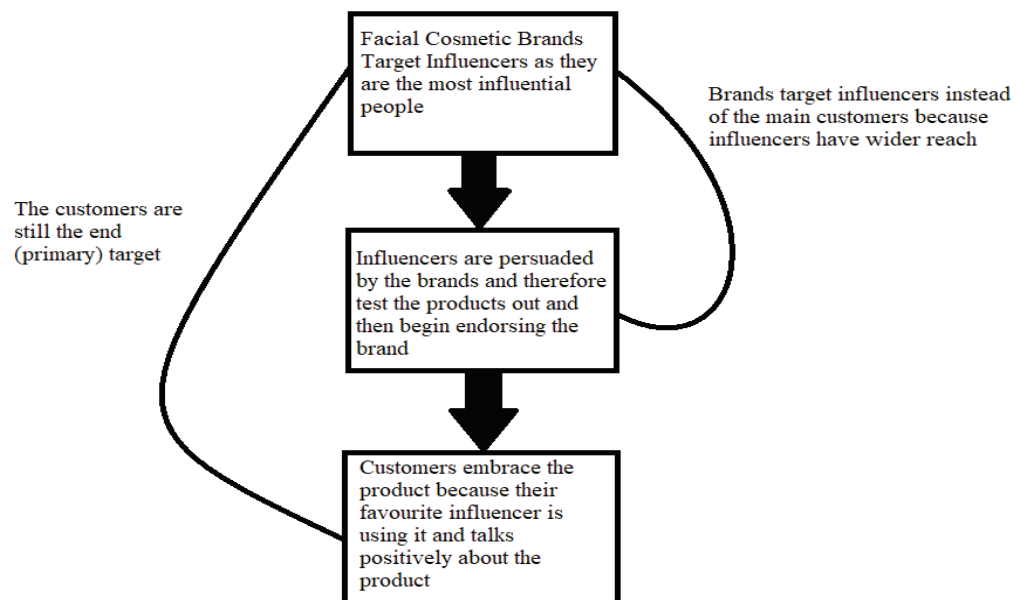 Facial Cosmetic Brands
Target Influencers as they
are the most influential
people
Brands target influencers instead
of the main customers because
influencers have wider reach
The customers are
still the end
(primary) target
Influencers are persuaded
by the brands and therefore
test the products out and
then begin endorsing the
brand
Customers embrace the
product because their
favourite influencer is
using it and talks
positively about the
product